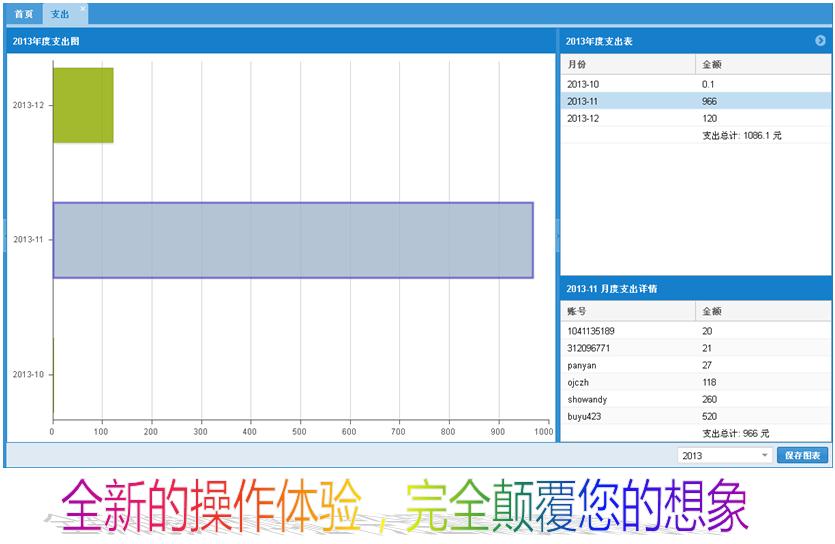 首页 支出
2013年度支出图
2013-12
2013-11
2013-10
0 100 200 300 400 500 600 700 800 900 1000
2013年度支出表
月份 金额
2013-10 0.1
2013-11 966
2013-12 120
支出总计: 1086.1 元
2013-11 月度支出详情
账号 金额
1041135189 20
312096771 21
panyan 27
ojczh 118
showandy 260
buyu423 520
支出总计: 966 元
2013 保存图表
全新的操作体验，完全颠覆您的想象